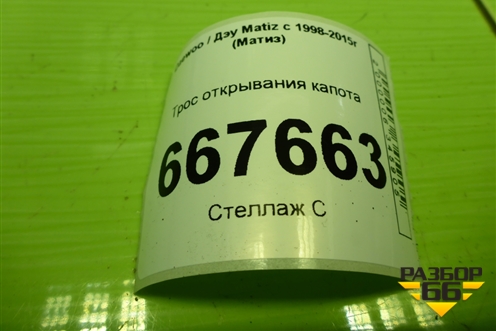 / Дэу Matiz с 1998-2015г
(Матиз)
Трос открывания капота
667663
Стеллаж С
РАЗБОР
66